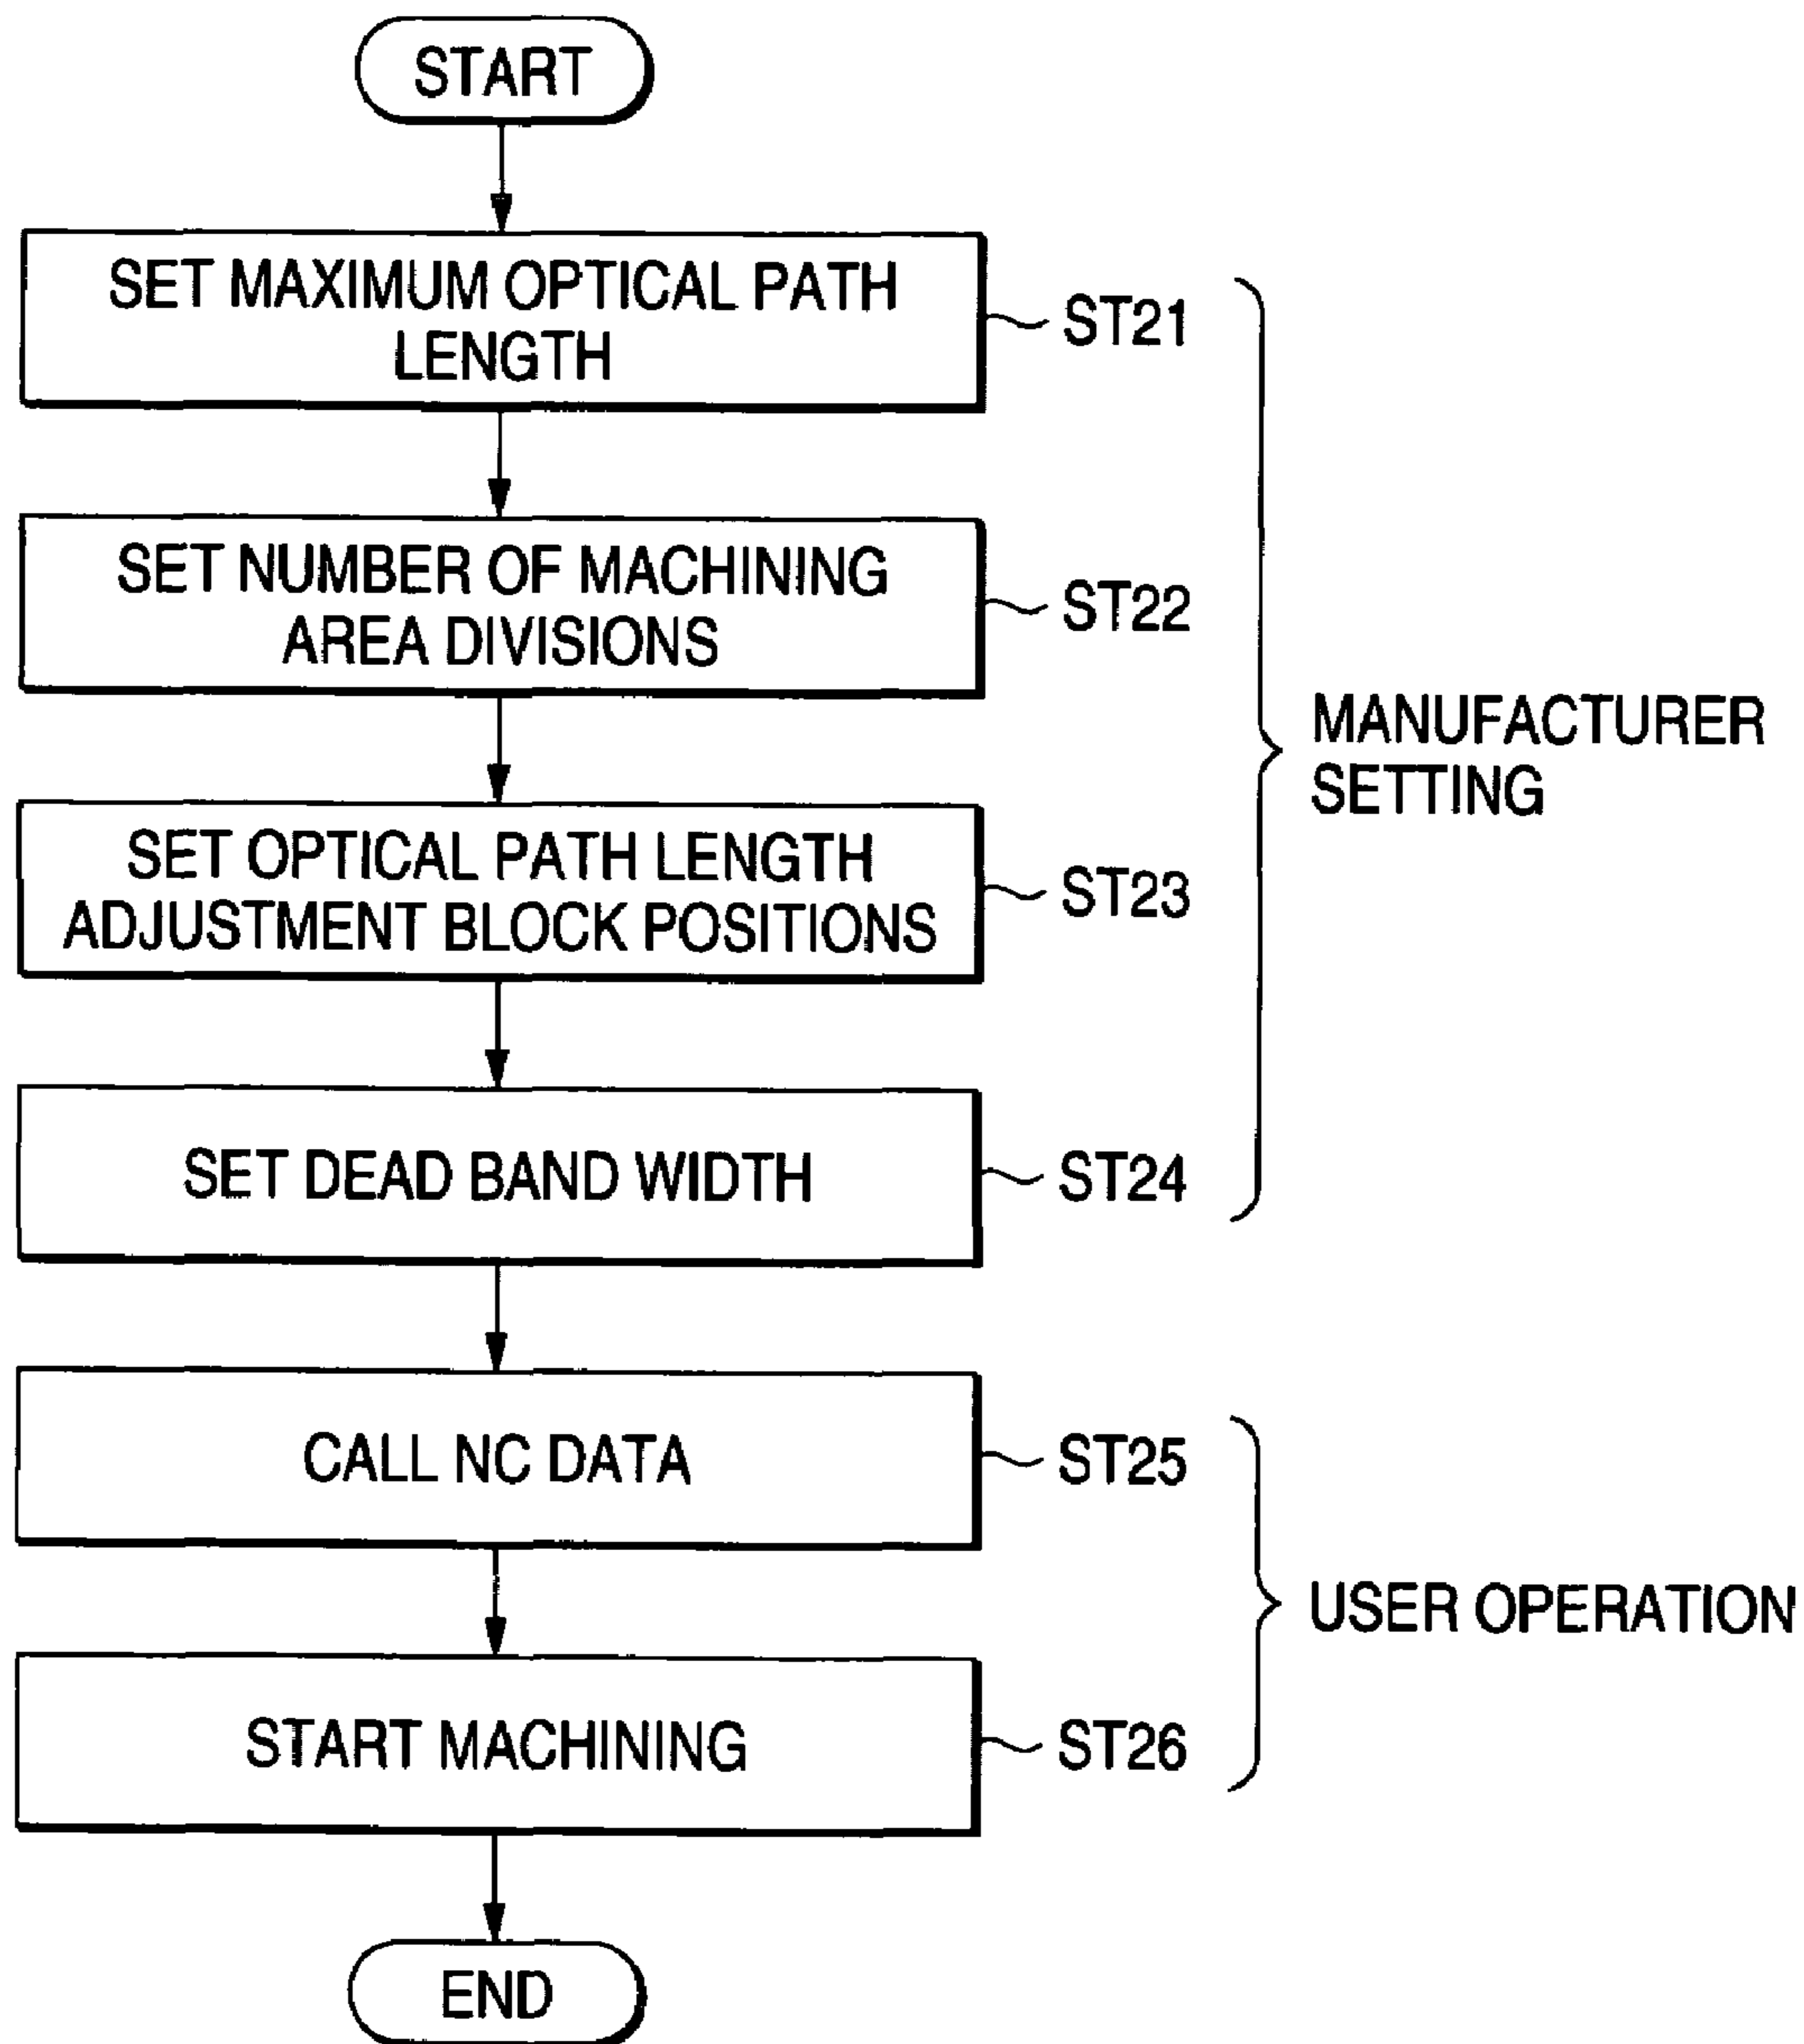 START
SET MAXIMUM OPTICAL PATH
LENGTH
ST21
SET NUMBER OF MACHINING
AREA DIVISIONS
ST22
MANUFACTURER
SETTING
SET OPTICAL PATH LENGTH
ADJUSTMENT BLOCK POSITIONS
ST23
SET DEAD BAND WIDTH
ST24
CALL NC DATA
ST25
USER OPERATION
START MACHINING
ST26
END